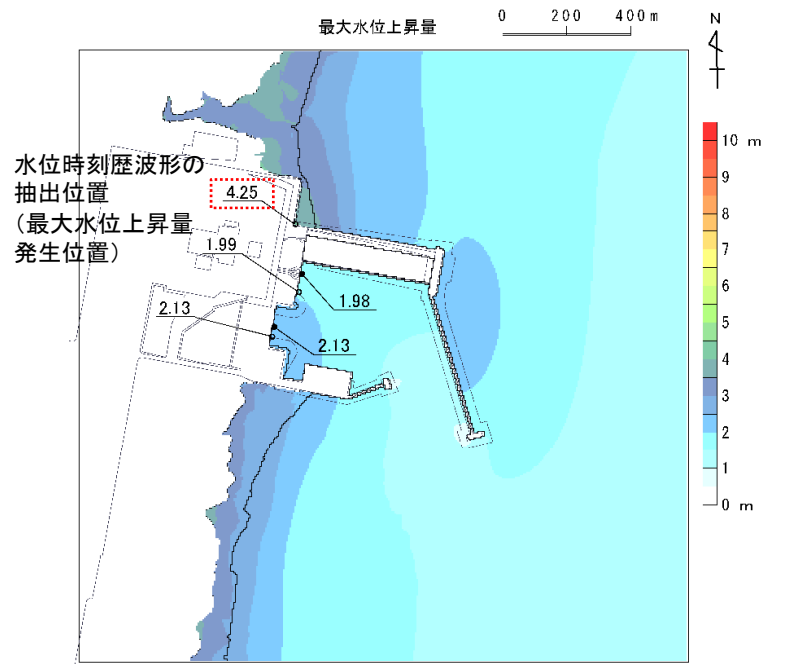 最大水位上昇量
0 200 400m
N
水位時刻歴波形の
抽出位置
（最大水位上昇量
発生位置）
4.25
1.99
1.98
2.13
2.13
10 m
9
8
7
6
5
4
3
2
1
0 m